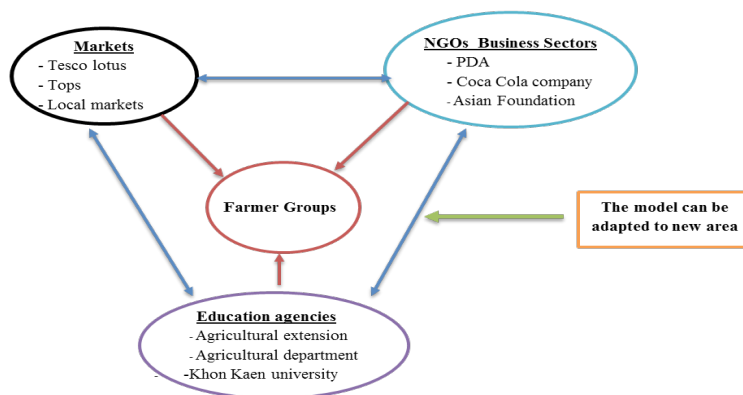 Markets
- Tesco lotus
- Tops
- Local markets
NGOs Business Sectors
- PDA
- Coca Cola company
- Asian Foundation
Farmer Groups
The model can be
adapted to new area
Education agencies
- Agricultural extension
- Agricultural department
- -Khon Kaen university